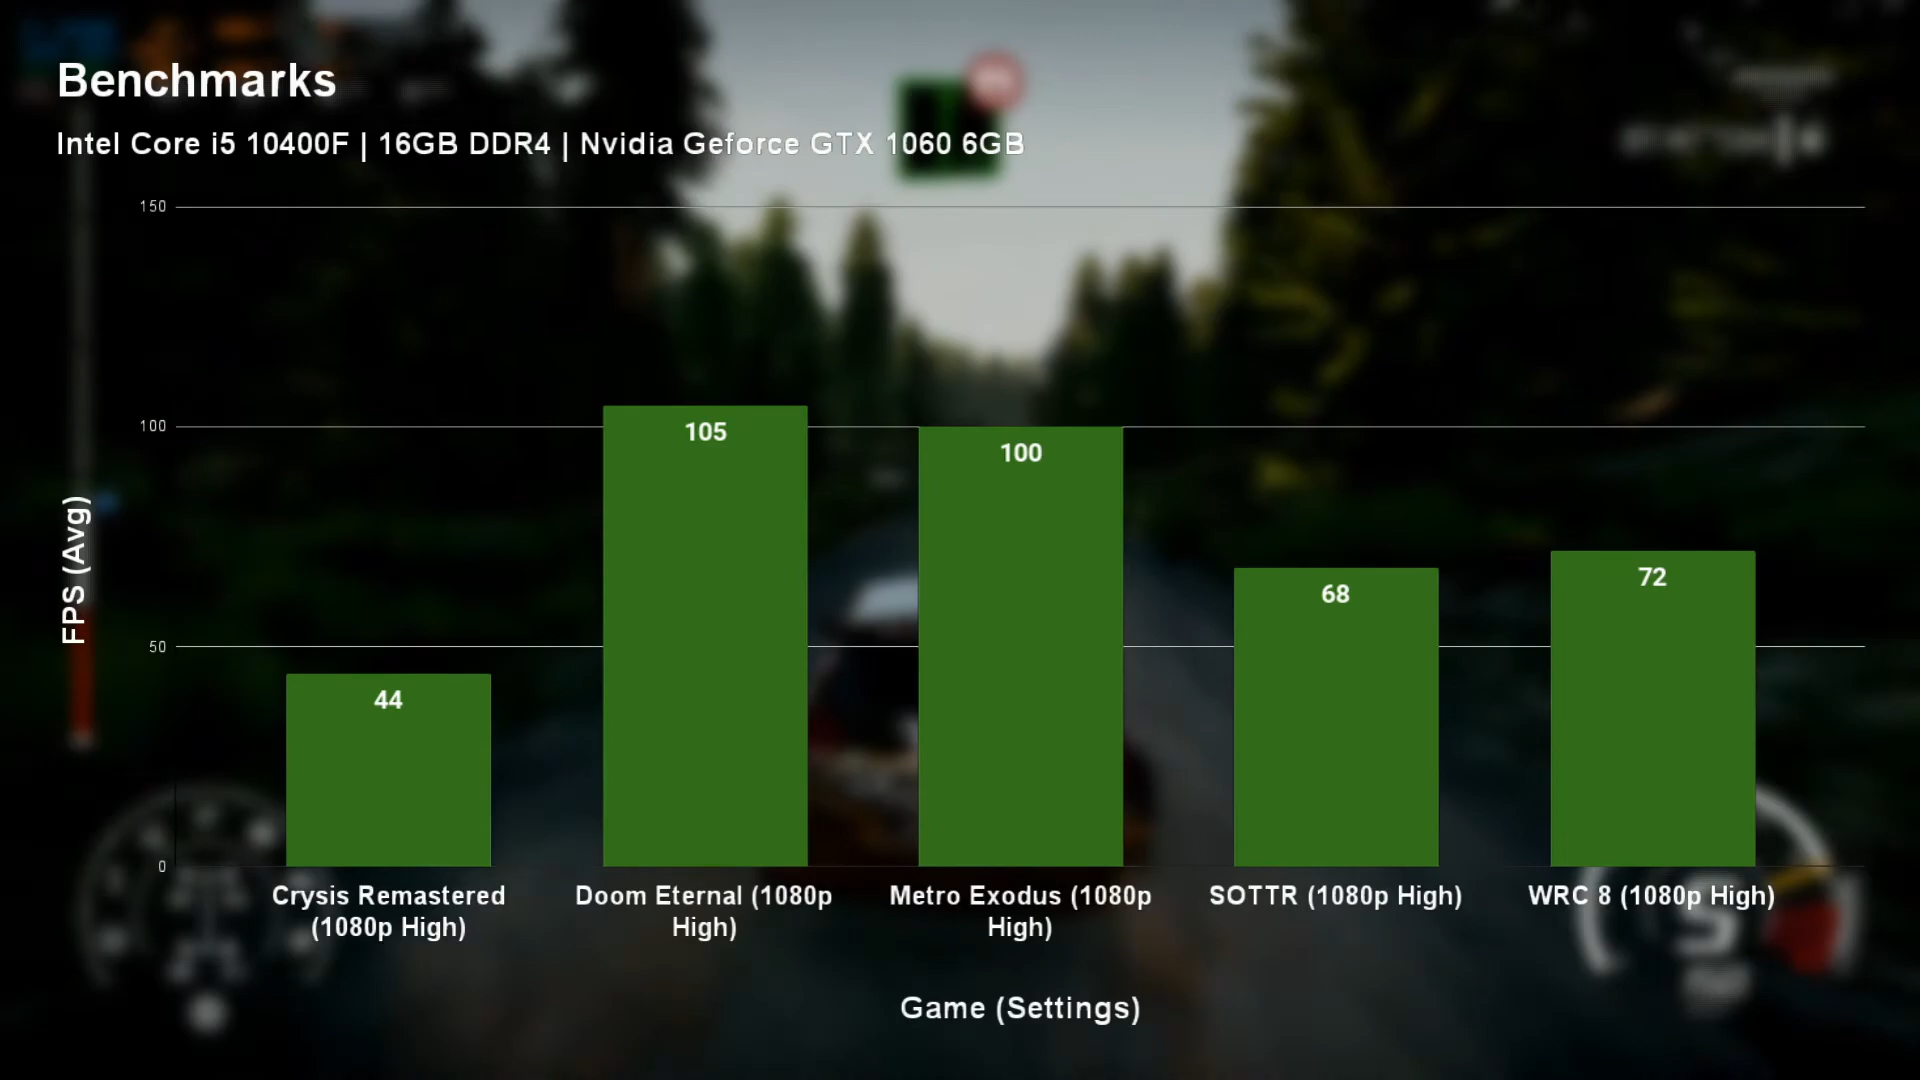 Benchmarks
Intel Core i5 10400F | 16GB DDR4 | Nvidia Geforce GTX 1060 6GB
150
100
50
0
FPS (Avg)
44
105
100
68
72
Crysis Remastered
(1080p High)
Doom Eternal (1080p
High)
Metro Exodus (1080p
High)
SOTTR (1080p High)
WRC 8 (1080p High)
Game (Settings)